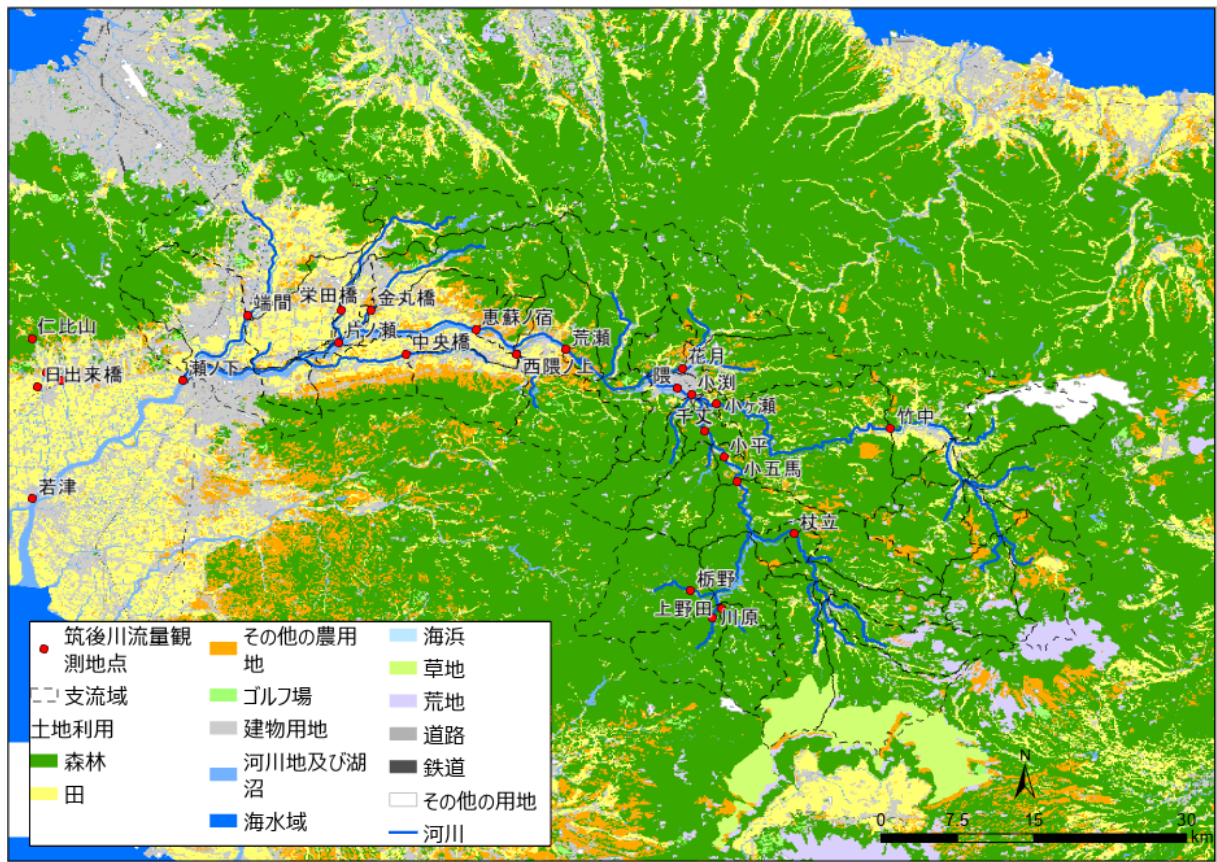 端間
栄田橋
金丸橋
仁比山
片ノ瀬
恵蘇ノ宿
荒瀬
日出来橋
瀬ノ下
中央橋
西隈ノ上
花月
隈
小渕
小ヶ瀬
千丈
竹中
小平
小五馬
若津
杖立
栃野
上野田
川原
筑後川流量観
測地点
支流域
土地利用
森林
田
その他の農用
地
ゴルフ場
建物用地
河川地及び湖
沼
海水域
海浜
草地
荒地
道路
鉄道
その他の用地
河川
N
0 7.5 15 30
km